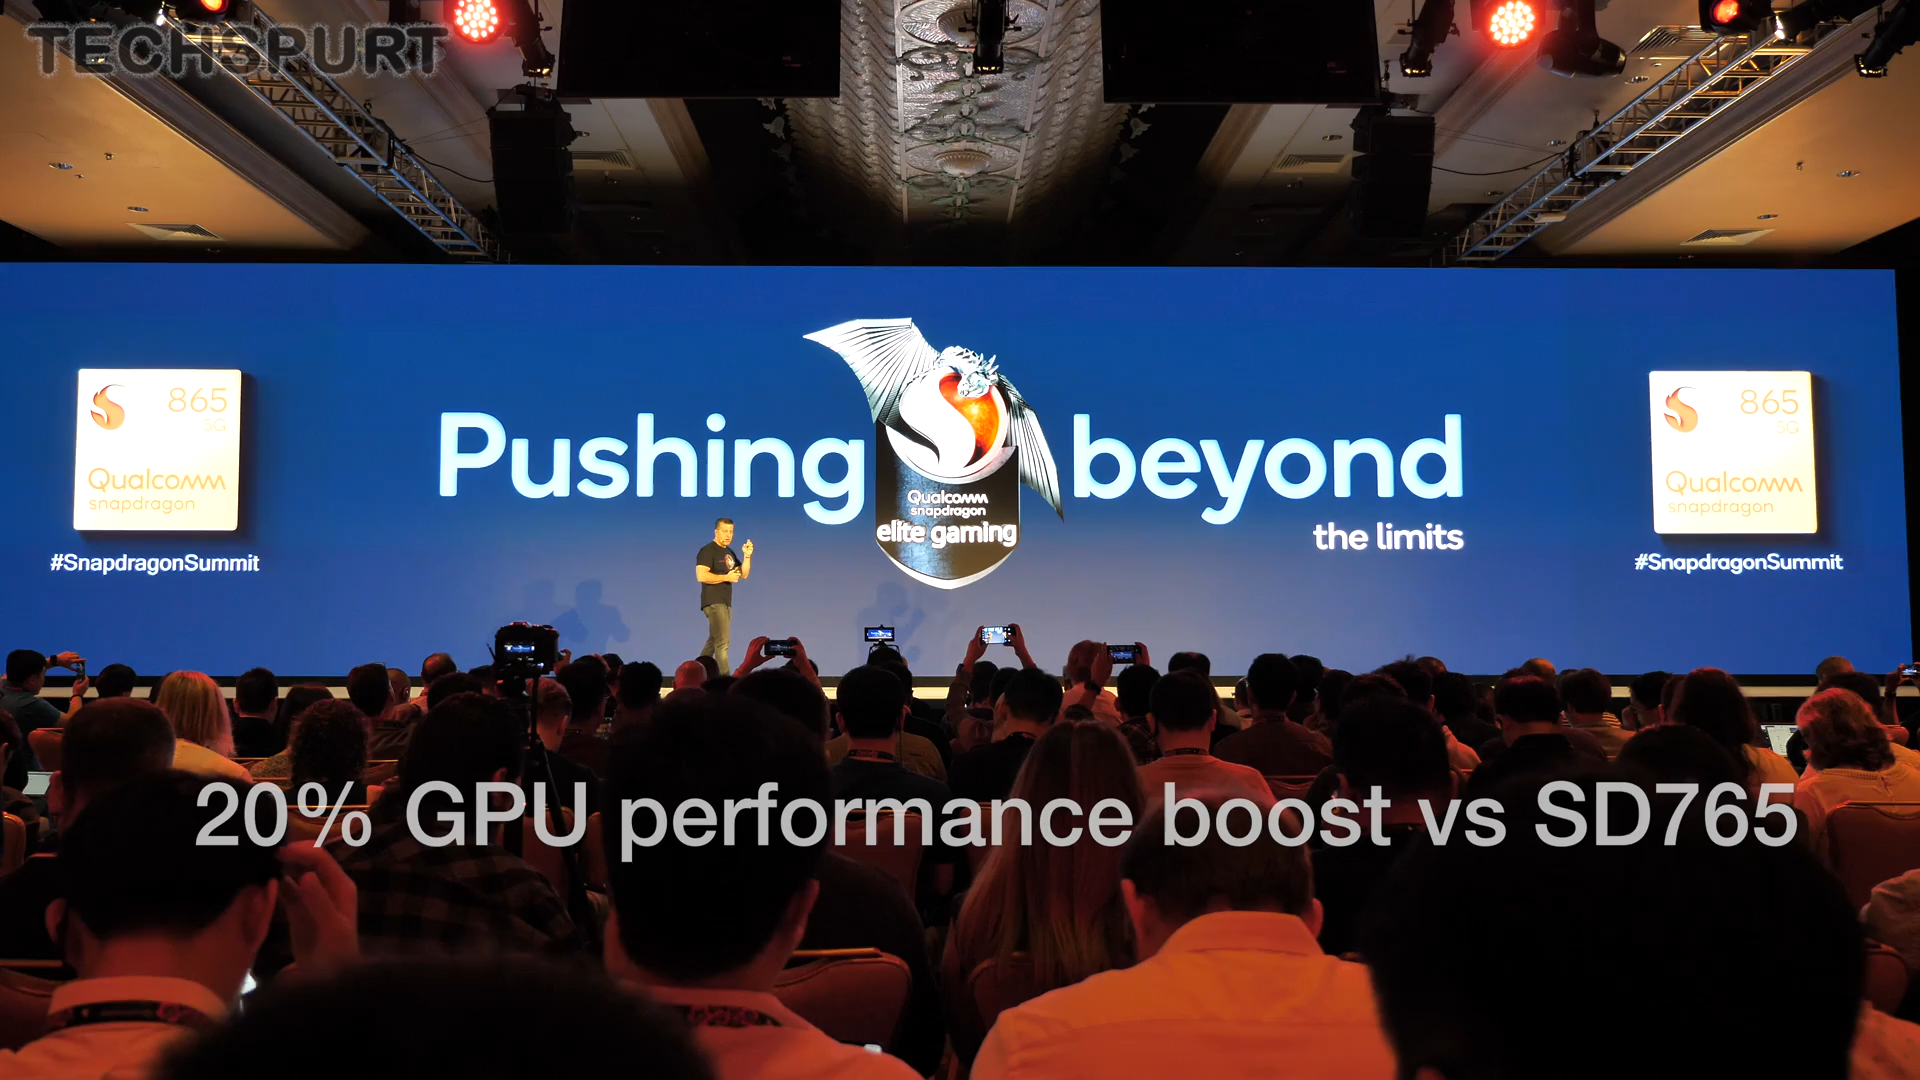 TECHSPURT
865
5G
Qualcomm
snapdragon
#SnapdragonSummit
Pushing
beyond
the limits
Qualcomm
snapdragon
elite gaming
865
5G
Qualcomm
snapdragon
#SnapdragonSummit
20% GPU performance boost vs SD765